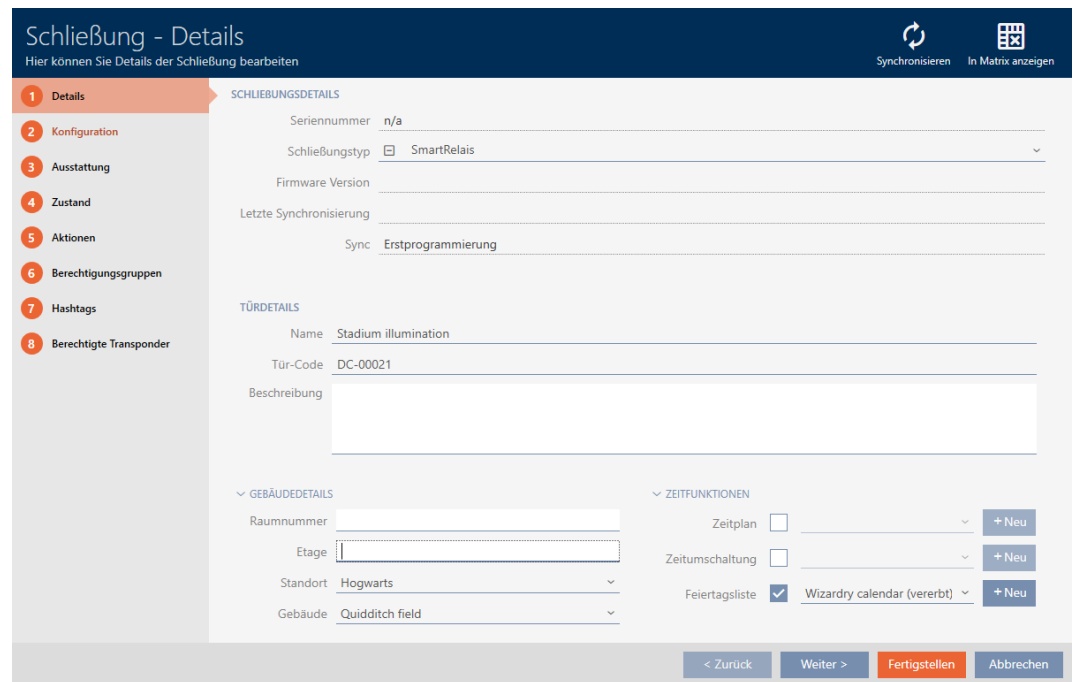 Schließung - Details
Hier können Sie Details der Schließung bearbeiten
Synchronisieren
In Matrix anzeigen
1 Details
2 Konfiguration
3 Ausstattung
4 Zustand
5 Aktionen
6 Berechtigungsgruppen
7 Hashtags
8 Berechtigte Transponder
SCHLIEßUNGSDETAILS
Seriennummer n/a
Schließungstyp SmartRelais
Firmware Version
Letzte Synchronisierung
Sync Erstprogrammierung
TÜRDETAILS
Name Stadium illumination
Tür-Code DC-00021
Beschreibung
GEBÄUDEDETAILS
Raumnummer
Etage
Standort Hogwarts
Gebäude Quidditch field
ZEITFUNKTIONEN
Zeitplan + Neu
Zeitumschaltung + Neu
Feiertagsliste Wizardry calendar (vererbt) + Neu
< Zurück
Weiter >
Fertigstellen
Abbrechen